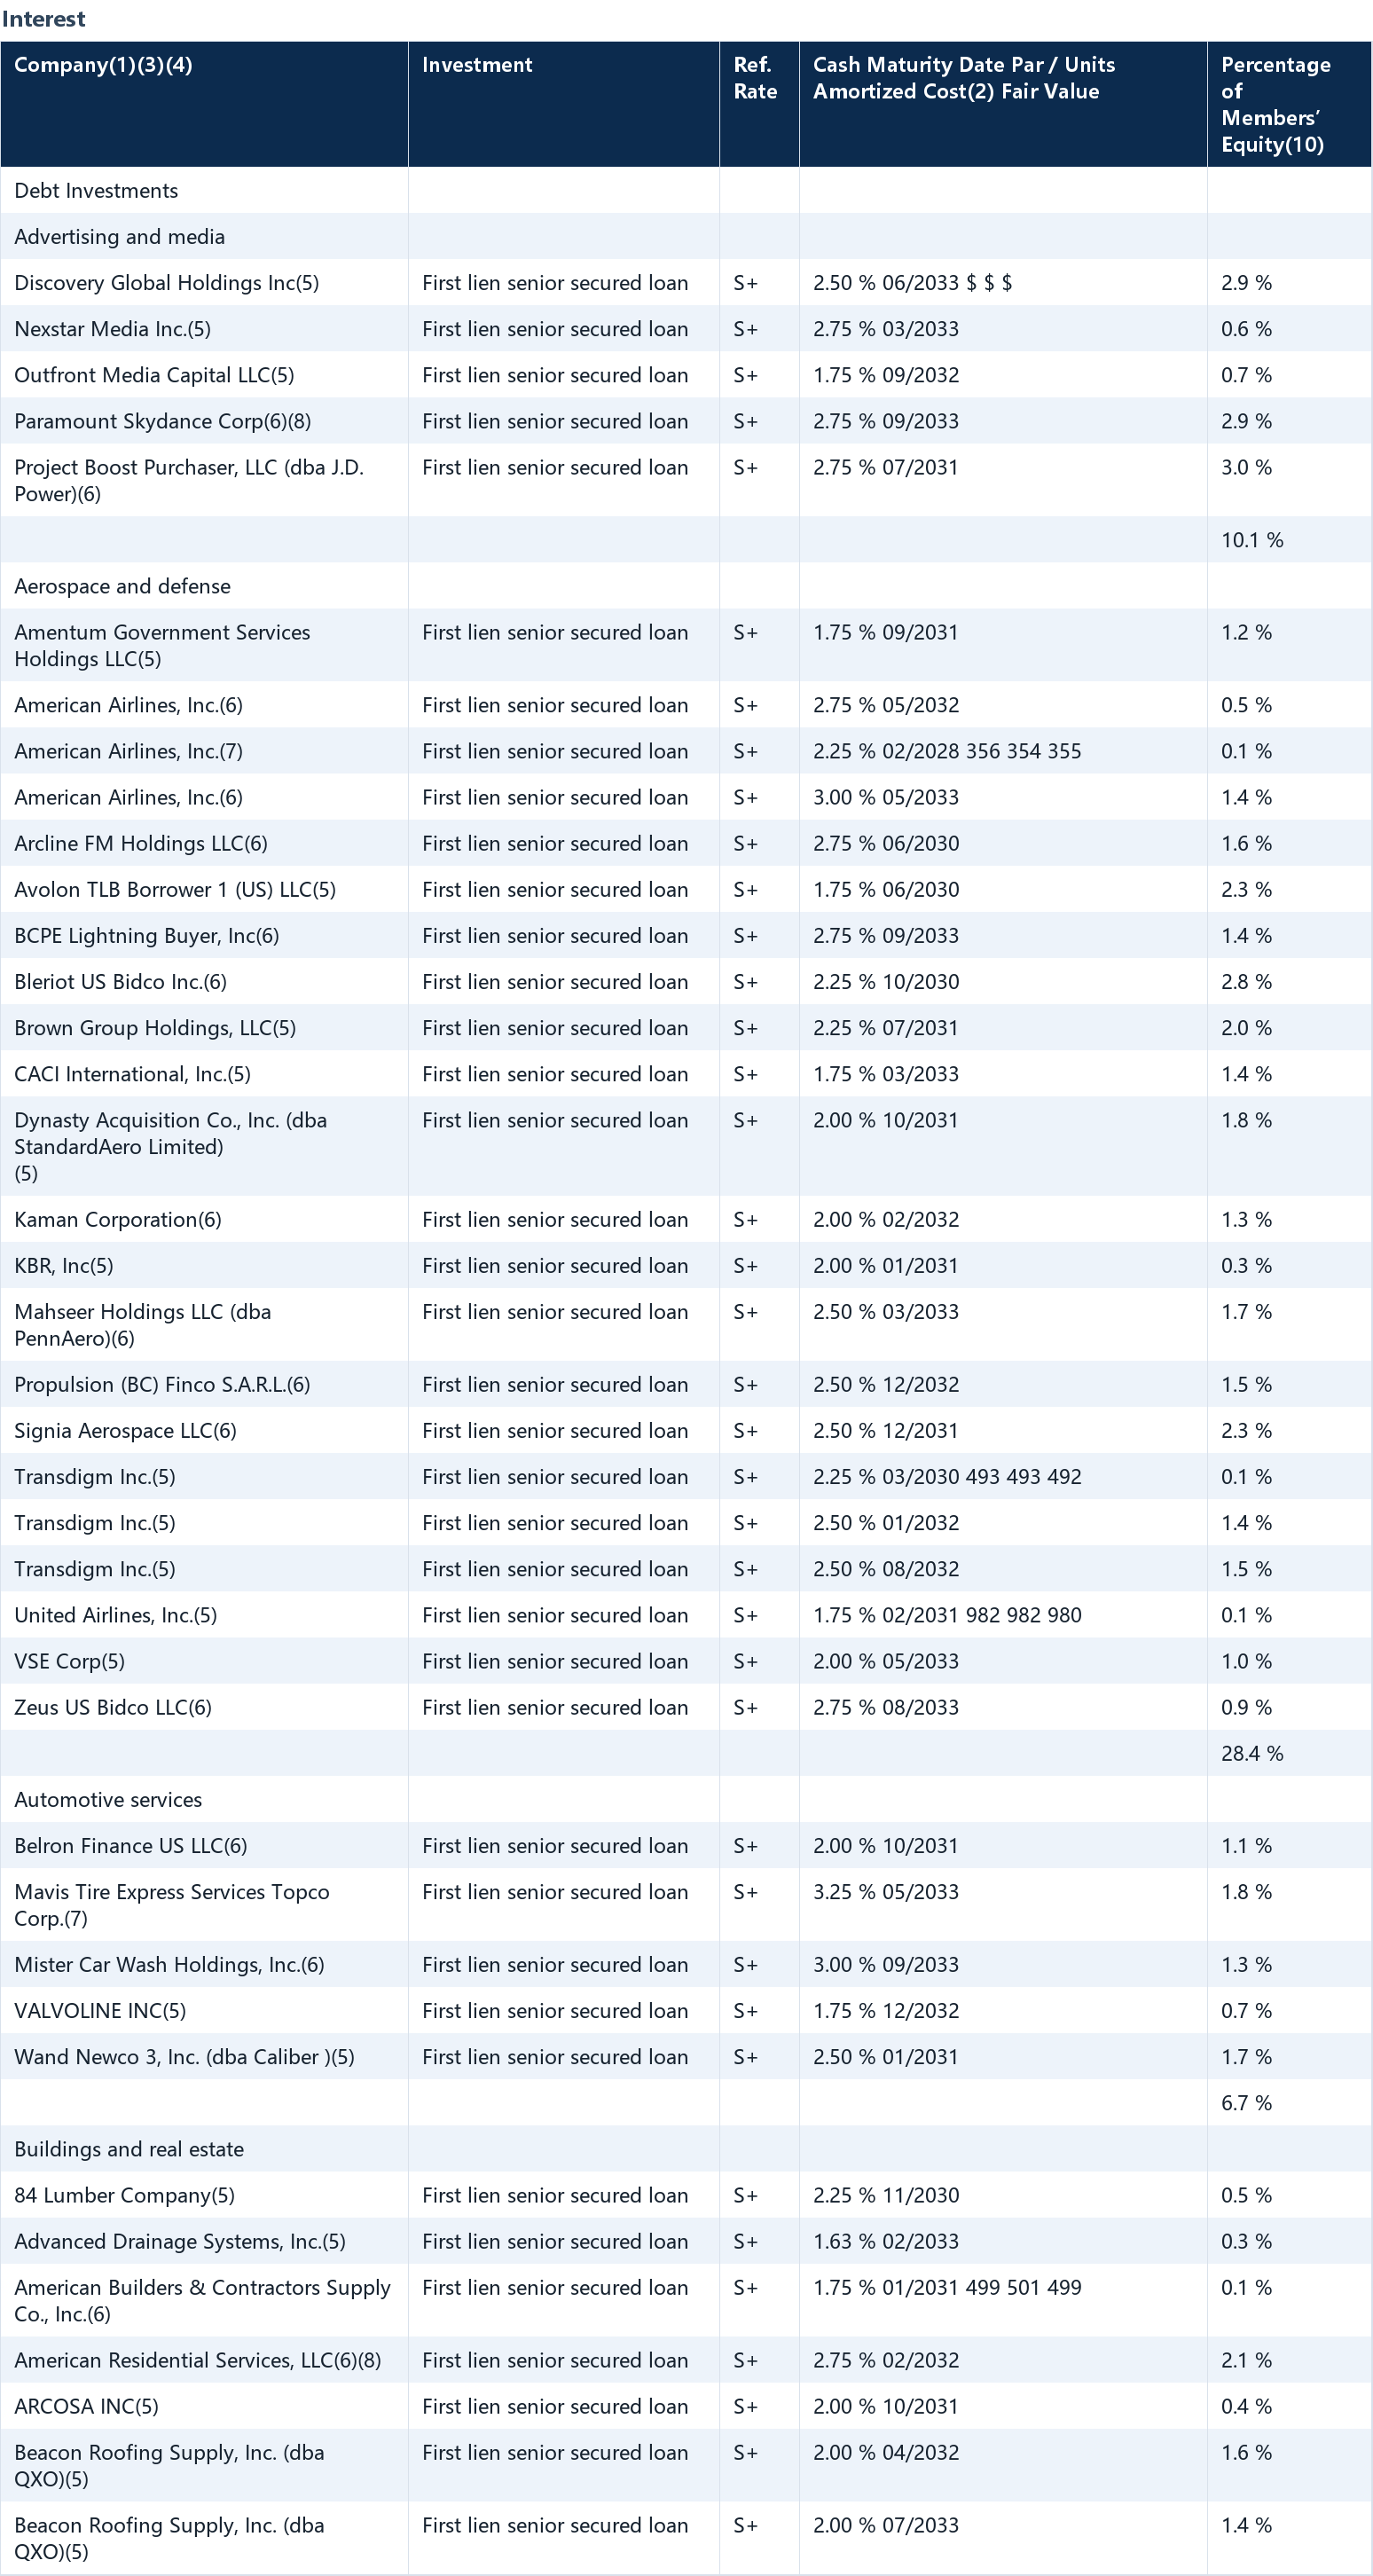 Interest
Company(1)(3)(4) Investment Ref. Rate Cash Maturity Date Par / Units Amortized Cost(2) Fair Value Percentage of Members’ Equity(10)
Debt Investments
Advertising and media
Discovery Global Holdings Inc(5) First lien senior secured loan S+ 2.50 % 06/2033 $ $ $ 2.9 %
Nexstar Media Inc.(5) First lien senior secured loan S+ 2.75 % 03/2033 0.6 %
Outfront Media Capital LLC(5) First lien senior secured loan S+ 1.75 % 09/2032 0.7 %
Paramount Skydance Corp(6)(8) First lien senior secured loan S+ 2.75 % 09/2033 2.9 %
Project Boost Purchaser, LLC (dba J.D. Power)(6) First lien senior secured loan S+ 2.75 % 07/2031 3.0 %
10.1 %
Aerospace and defense
Amentum Government Services Holdings LLC(5) First lien senior secured loan S+ 1.75 % 09/2031 1.2 %
American Airlines, Inc.(6) First lien senior secured loan S+ 2.75 % 05/2032 0.5 %
American Airlines, Inc.(7) First lien senior secured loan S+ 2.25 % 02/2028 356 354 355 0.1 %
American Airlines, Inc.(6) First lien senior secured loan S+ 3.00 % 05/2033 1.4 %
Arcline FM Holdings LLC(6) First lien senior secured loan S+ 2.75 % 06/2030 1.6 %
Avolon TLB Borrower 1 (US) LLC(5) First lien senior secured loan S+ 1.75 % 06/2030 2.3 %
BCPE Lightning Buyer, Inc(6) First lien senior secured loan S+ 2.75 % 09/2033 1.4 %
Bleriot US Bidco Inc.(6) First lien senior secured loan S+ 2.25 % 10/2030 2.8 %
Brown Group Holdings, LLC(5) First lien senior secured loan S+ 2.25 % 07/2031 2.0 %
CACI International, Inc.(5) First lien senior secured loan S+ 1.75 % 03/2033 1.4 %
Dynasty Acquisition Co., Inc. (dba StandardAero Limited) (5) First lien senior secured loan S+ 2.00 % 10/2031 1.8 %
Kaman Corporation(6) First lien senior secured loan S+ 2.00 % 02/2032 1.3 %
KBR, Inc(5) First lien senior secured loan S+ 2.00 % 01/2031 0.3 %
Mahseer Holdings LLC (dba PennAero)(6) First lien senior secured loan S+ 2.50 % 03/2033 1.7 %
Propulsion (BC) Finco S.A.R.L.(6) First lien senior secured loan S+ 2.50 % 12/2032 1.5 %
Signia Aerospace LLC(6) First lien senior secured loan S+ 2.50 % 12/2031 2.3 %
Transdigm Inc.(5) First lien senior secured loan S+ 2.25 % 03/2030 493 493 492 0.1 %
Transdigm Inc.(5) First lien senior secured loan S+ 2.50 % 01/2032 1.4 %
Transdigm Inc.(5) First lien senior secured loan S+ 2.50 % 08/2032 1.5 %
United Airlines, Inc.(5) First lien senior secured loan S+ 1.75 % 02/2031 982 982 980 0.1 %
VSE Corp(5) First lien senior secured loan S+ 2.00 % 05/2033 1.0 %
Zeus US Bidco LLC(6) First lien senior secured loan S+ 2.75 % 08/2033 0.9 %
28.4 %
Automotive services
Belron Finance US LLC(6) First lien senior secured loan S+ 2.00 % 10/2031 1.1 %
Mavis Tire Express Services Topco Corp.(7) First lien senior secured loan S+ 3.25 % 05/2033 1.8 %
Mister Car Wash Holdings, Inc.(6) First lien senior secured loan S+ 3.00 % 09/2033 1.3 %
VALVOLINE INC(5) First lien senior secured loan S+ 1.75 % 12/2032 0.7 %
Wand Newco 3, Inc. (dba Caliber )(5) First lien senior secured loan S+ 2.50 % 01/2031 1.7 %
6.7 %
Buildings and real estate
84 Lumber Company(5) First lien senior secured loan S+ 2.25 % 11/2030 0.5 %
Advanced Drainage Systems, Inc.(5) First lien senior secured loan S+ 1.63 % 02/2033 0.3 %
American Builders & Contractors Supply Co., Inc.(6) First lien senior secured loan S+ 1.75 % 01/2031 499 501 499 0.1 %
American Residential Services, LLC(6)(8) First lien senior secured loan S+ 2.75 % 02/2032 2.1 %
ARCOSA INC(5) First lien senior secured loan S+ 2.00 % 10/2031 0.4 %
Beacon Roofing Supply, Inc. (dba QXO)(5) First lien senior secured loan S+ 2.00 % 04/2032 1.6 %
Beacon Roofing Supply, Inc. (dba QXO)(5) First lien senior secured loan S+ 2.00 % 07/2033 1.4 %